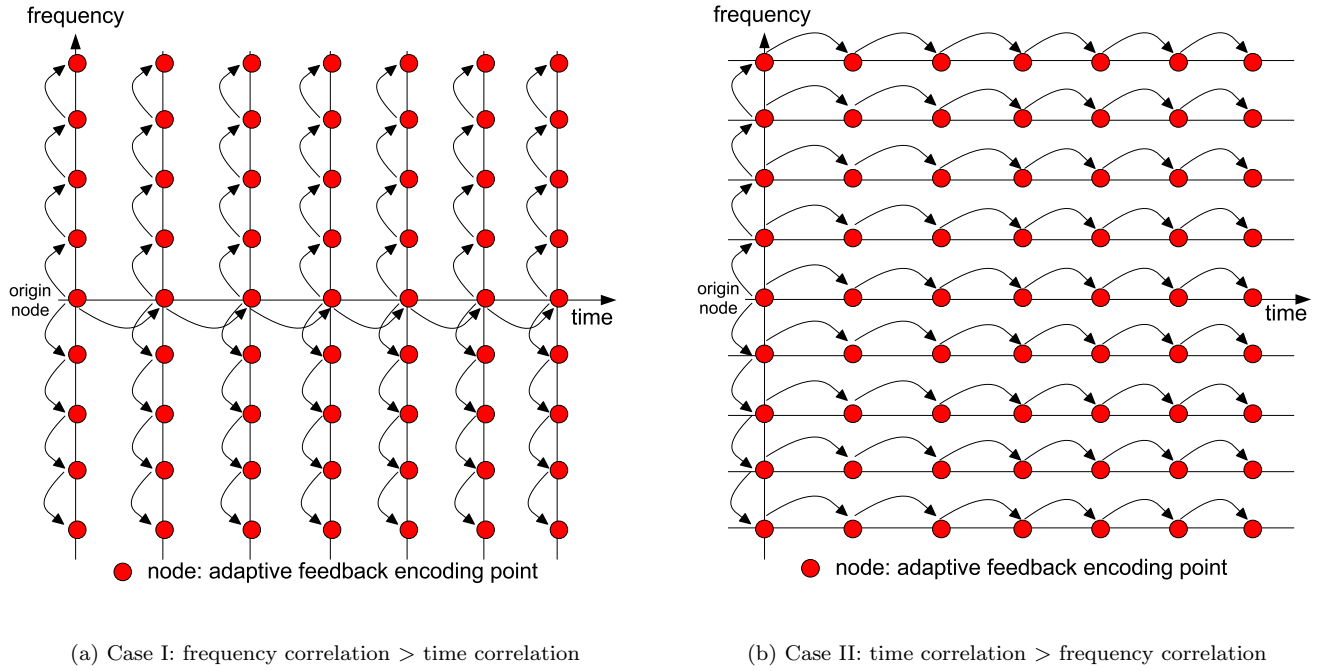 frequency
origin
node
time
node: adaptive feedback encoding point
(a) Case I: frequency correlation > time correlation
frequency
origin
node
time
node: adaptive feedback encoding point
(b) Case II: time correlation > frequency correlation